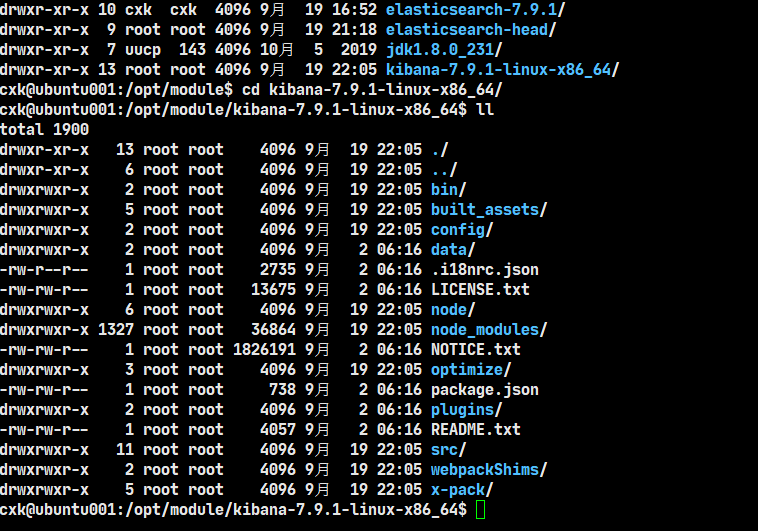 drwxr-xr-x 10 cxk  cxk  4096 9月  19 16:52 elasticsearch-7.9.1/
drwxr-xr-x  9 root root 4096 9月  19 21:18 elasticsearch-head/
drwxr-xr-x  7 uucp  143 4096 10月  5  2019 jdk1.8.0_231/
drwxr-xr-x 13 root root 4096 9月  19 22:05 kibana-7.9.1-linux-x86_64/
cxk@ubuntu001:/opt/module$ cd kibana-7.9.1-linux-x86_64/
cxk@ubuntu001:/opt/module/kibana-7.9.1-linux-x86_64$ ll
total 1900
drwxr-xr-x   13 root root    4096 9月  19 22:05 ./
drwxr-xr-x    6 root root    4096 9月  19 22:05 ../
drwxrwxr-x    2 root root    4096 9月  19 22:05 bin/
drwxrwxr-x    5 root root    4096 9月  19 22:05 built_assets/
drwxrwxr-x    2 root root    4096 9月  19 22:05 config/
drwxrwxr-x    2 root root    4096 9月   2 06:16 data/
-rw-r--r--    1 root root    2735 9月   2 06:16 .i18nrc.json
-rw-rw-r--    1 root root   13675 9月   2 06:16 LICENSE.txt
drwxrwxr-x    6 root root    4096 9月  19 22:05 node/
drwxrwxr-x 1327 root root   36864 9月  19 22:05 node_modules/
-rw-rw-r--    1 root root 1826191 9月   2 06:16 NOTICE.txt
drwxrwxr-x    3 root root    4096 9月  19 22:05 optimize/
-rw-rw-r--    1 root root     738 9月   2 06:16 package.json
drwxrwxr-x    2 root root    4096 9月   2 06:16 plugins/
-rw-rw-r--    1 root root    4057 9月   2 06:16 README.txt
drwxrwxr-x   11 root root    4096 9月  19 22:05 src/
drwxrwxr-x    2 root root    4096 9月  19 22:05 webpackShims/
drwxrwxr-x    5 root root    4096 9月  19 22:05 x-pack/
cxk@ubuntu001:/opt/module/kibana-7.9.1-linux-x86_64$